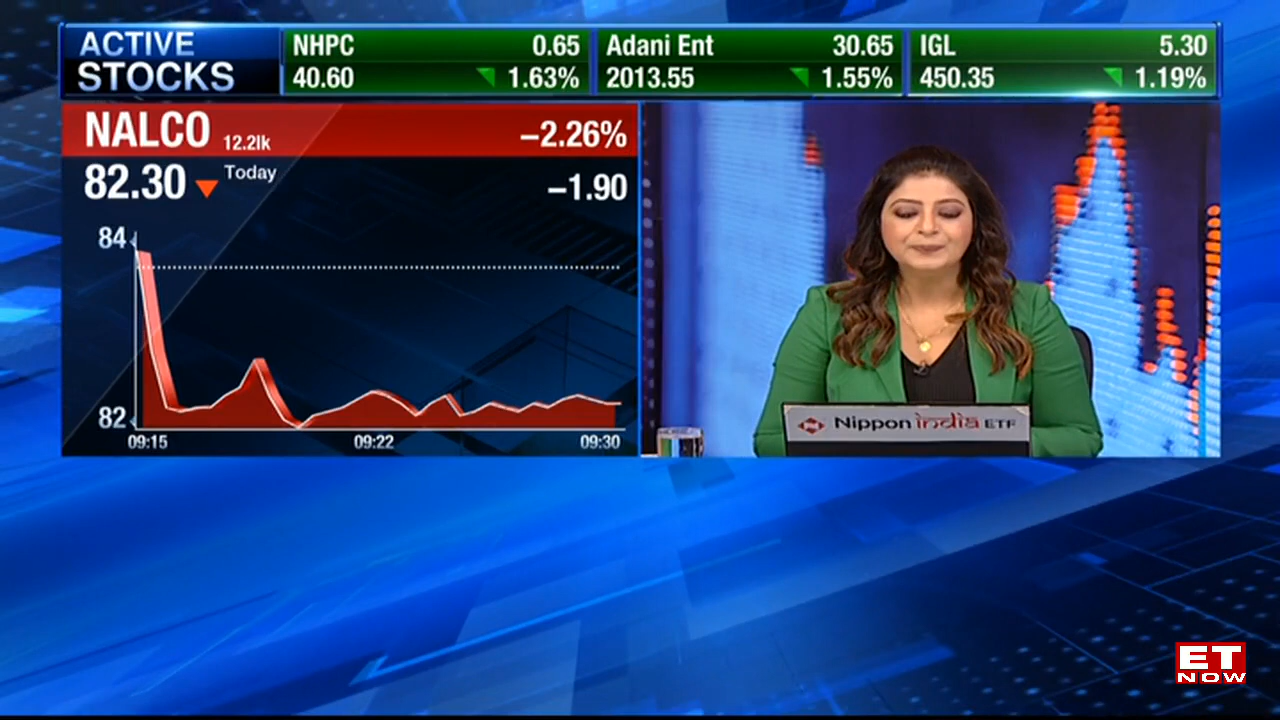 ACTIVE
STOCKS
NHPC 0.65
40.60 1.63%
Adani Ent 30.65
2013.55 1.55%
IGL 5.30
450.35 1.19%
NALCO 12.2lk −2.26%
82.30 Today −1.90
84
82
09:15 09:22 09:30
Nippon india ETF
ET
NOW